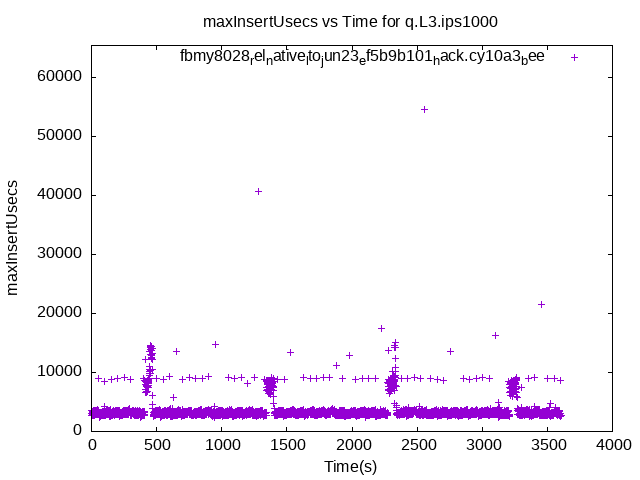 maxInsertUsecs vs Time for q.L3.ips1000
fbmy8028relnativelitojun23ef5b9b101hack.cy10a3bee
60000
50000
40000
30000
20000
10000
0
maxInsertUsecs
0 500 1000 1500 2000 2500 3000 3500 4000
Time(s)